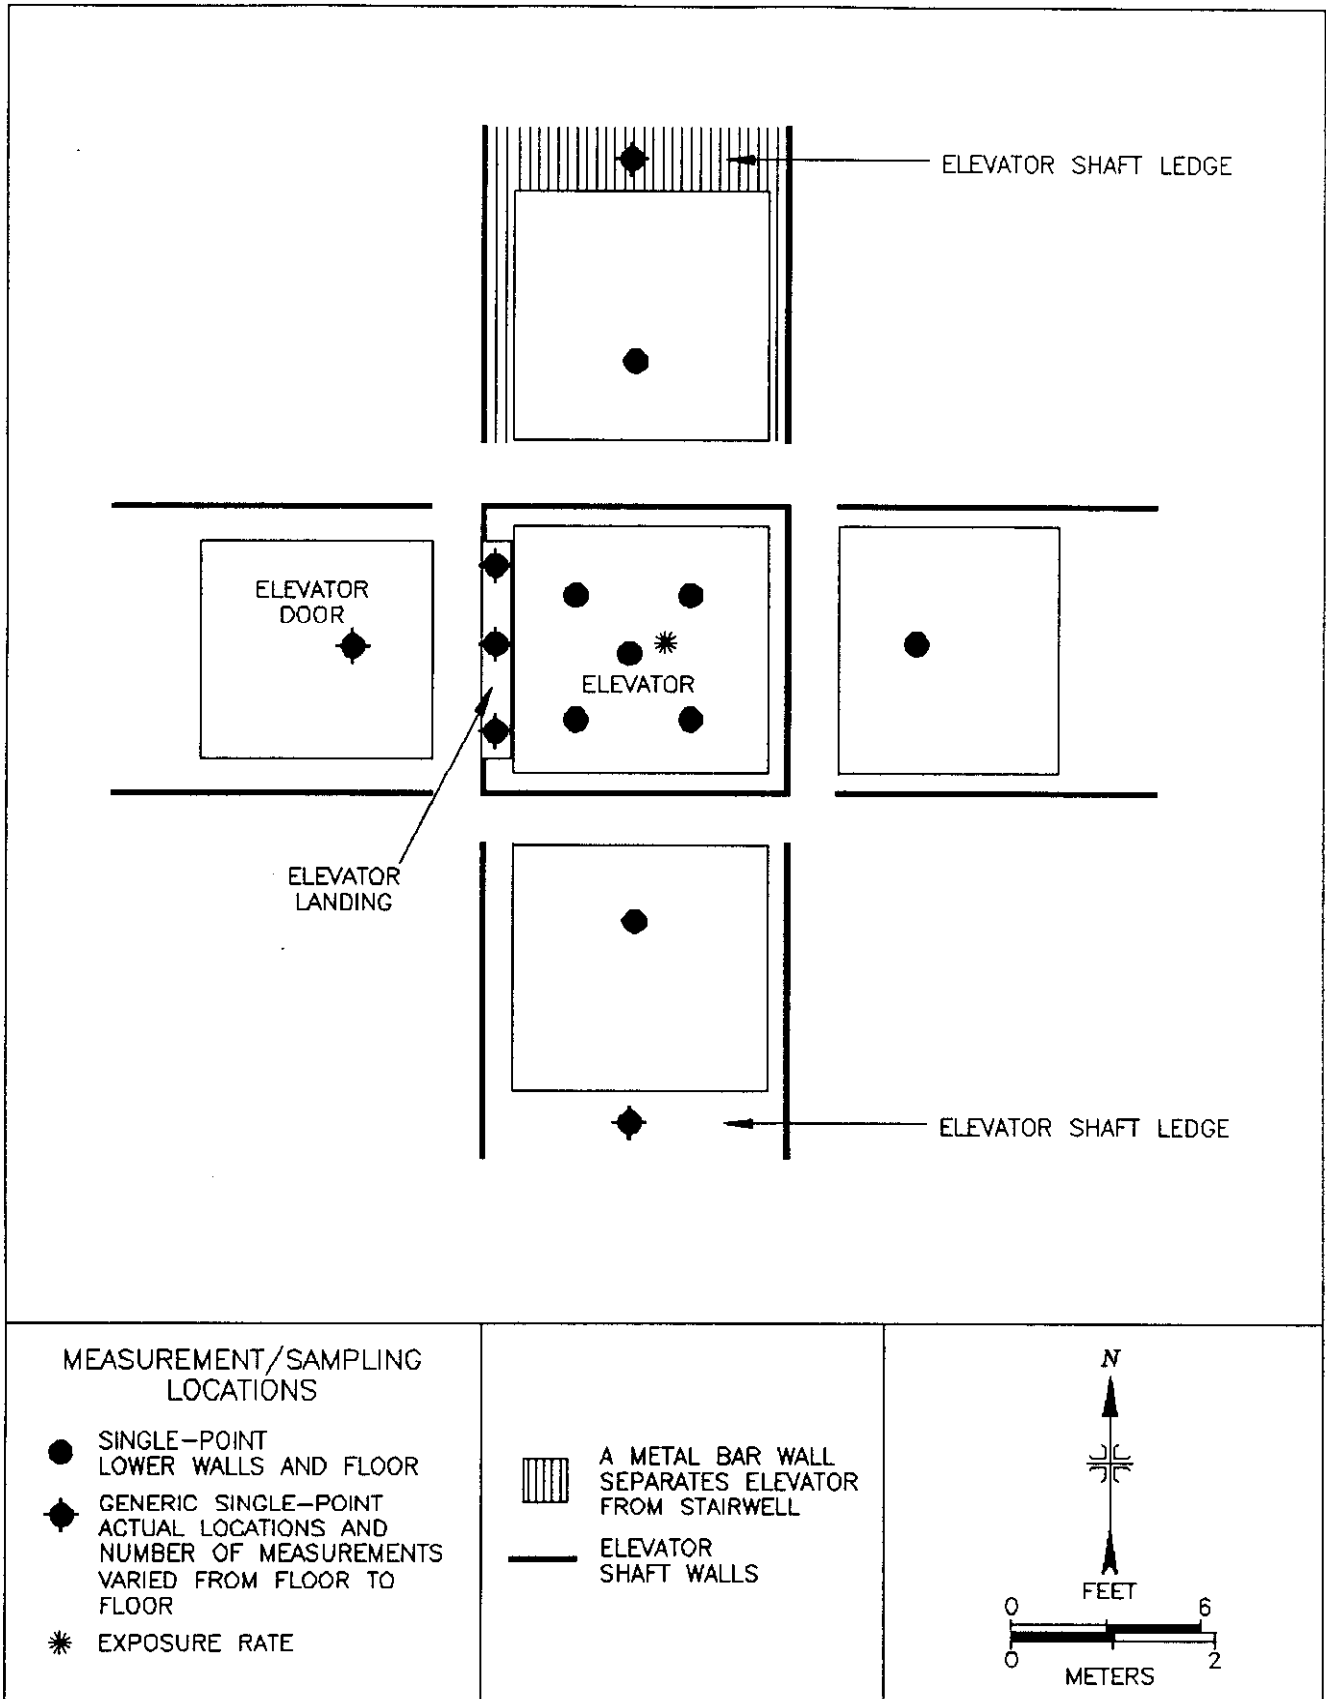 ELEVATOR SHAFT LEDGE
ELEVATOR
DOOR
ELEVATOR
ELEVATOR
LANDING
ELEVATOR SHAFT LEDGE
MEASUREMENT/SAMPLING
LOCATIONS
SINGLE-POINT
LOWER WALLS AND FLOOR
GENERIC SINGLE-POINT
ACTUAL LOCATIONS AND
NUMBER OF MEASUREMENTS
VARIED FROM FLOOR TO
FLOOR
EXPOSURE RATE
A METAL BAR WALL
SEPARATES ELEVATOR
FROM STAIRWELL
ELEVATOR
SHAFT WALLS
N
FEET
0 6
0 2
METERS